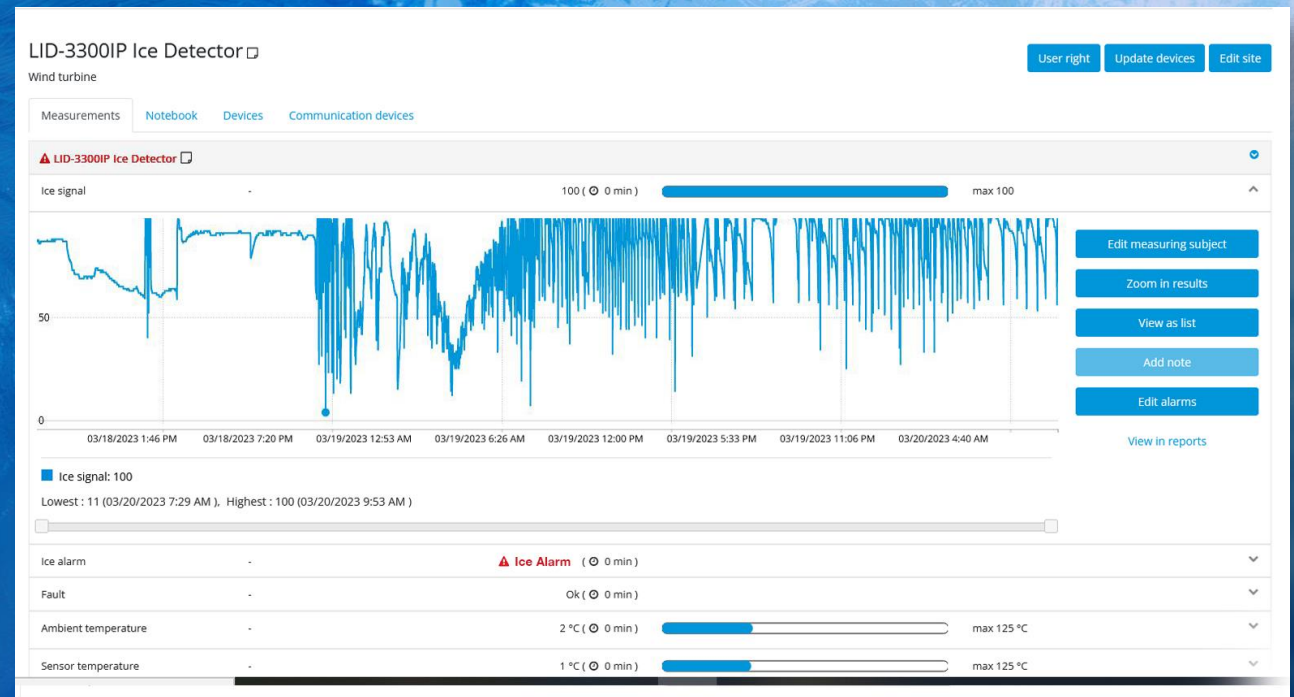 LID-3300IP Ice Detector
User right Update devices Edit site
Wind turbine
Measurements Notebook Devices Communication devices
LID-3300IP Ice Detector
Ice signal - 100 ( 0 min ) max 100
Edit measuring subject
Zoom in results
50
View as list
Add note
Edit alarms
0
03/18/2023 1:46 PM 03/18/2023 7:20 PM 03/19/2023 12:53 AM 03/19/2023 6:26 AM 03/19/2023 12:00 PM 03/19/2023 5:33 PM 03/19/2023 11:06 PM 03/20/2023 4:40 AM
View in reports
Ice signal: 100
Lowest : 11 (03/20/2023 7:29 AM ), Highest : 100 (03/20/2023 9:53 AM )
Ice alarm - Ice Alarm ( 0 min )
Fault - Ok ( 0 min )
Ambient temperature - 2 °C ( 0 min ) max 125 °C
Sensor temperature - 1 °C ( 0 min ) max 125 °C